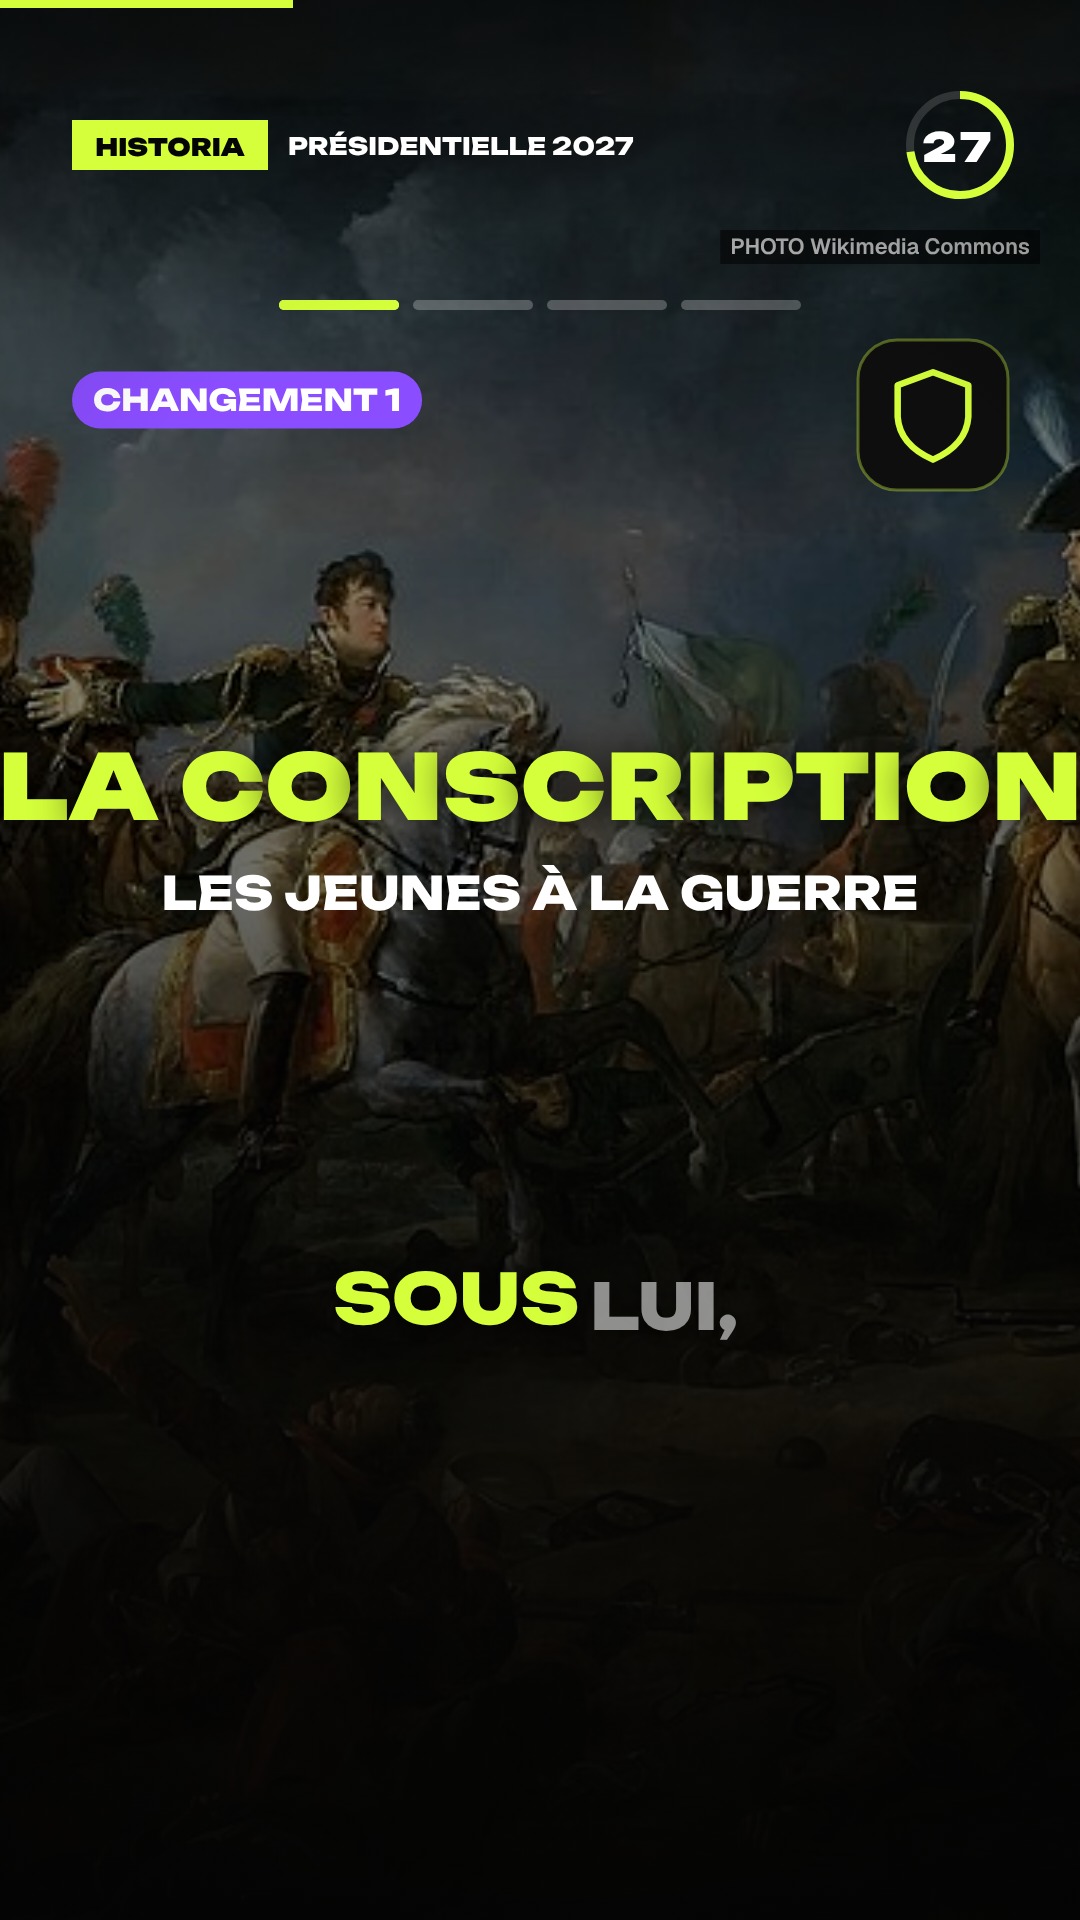 HISTORIA PRÉSIDENTIELLE 2027
27
PHOTO Wikimedia Commons
CHANGEMENT 1
LA CONSCRIPTION
LES JEUNES À LA GUERRE
SOUS LUI,